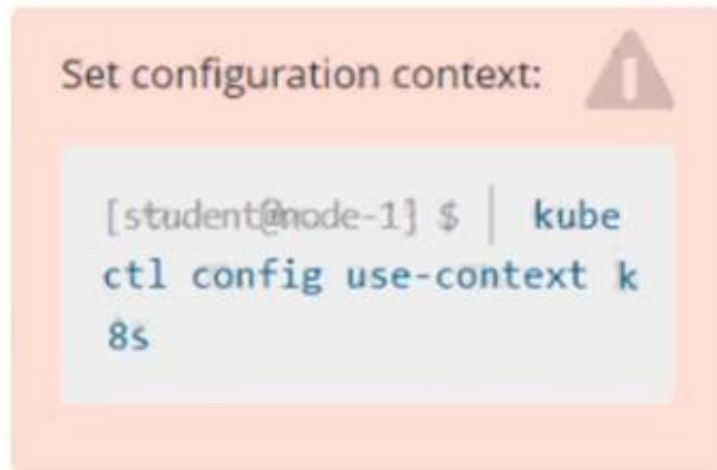 Set configuration context:
[student@node-1] $ | kube
ctl config use-context k
8s